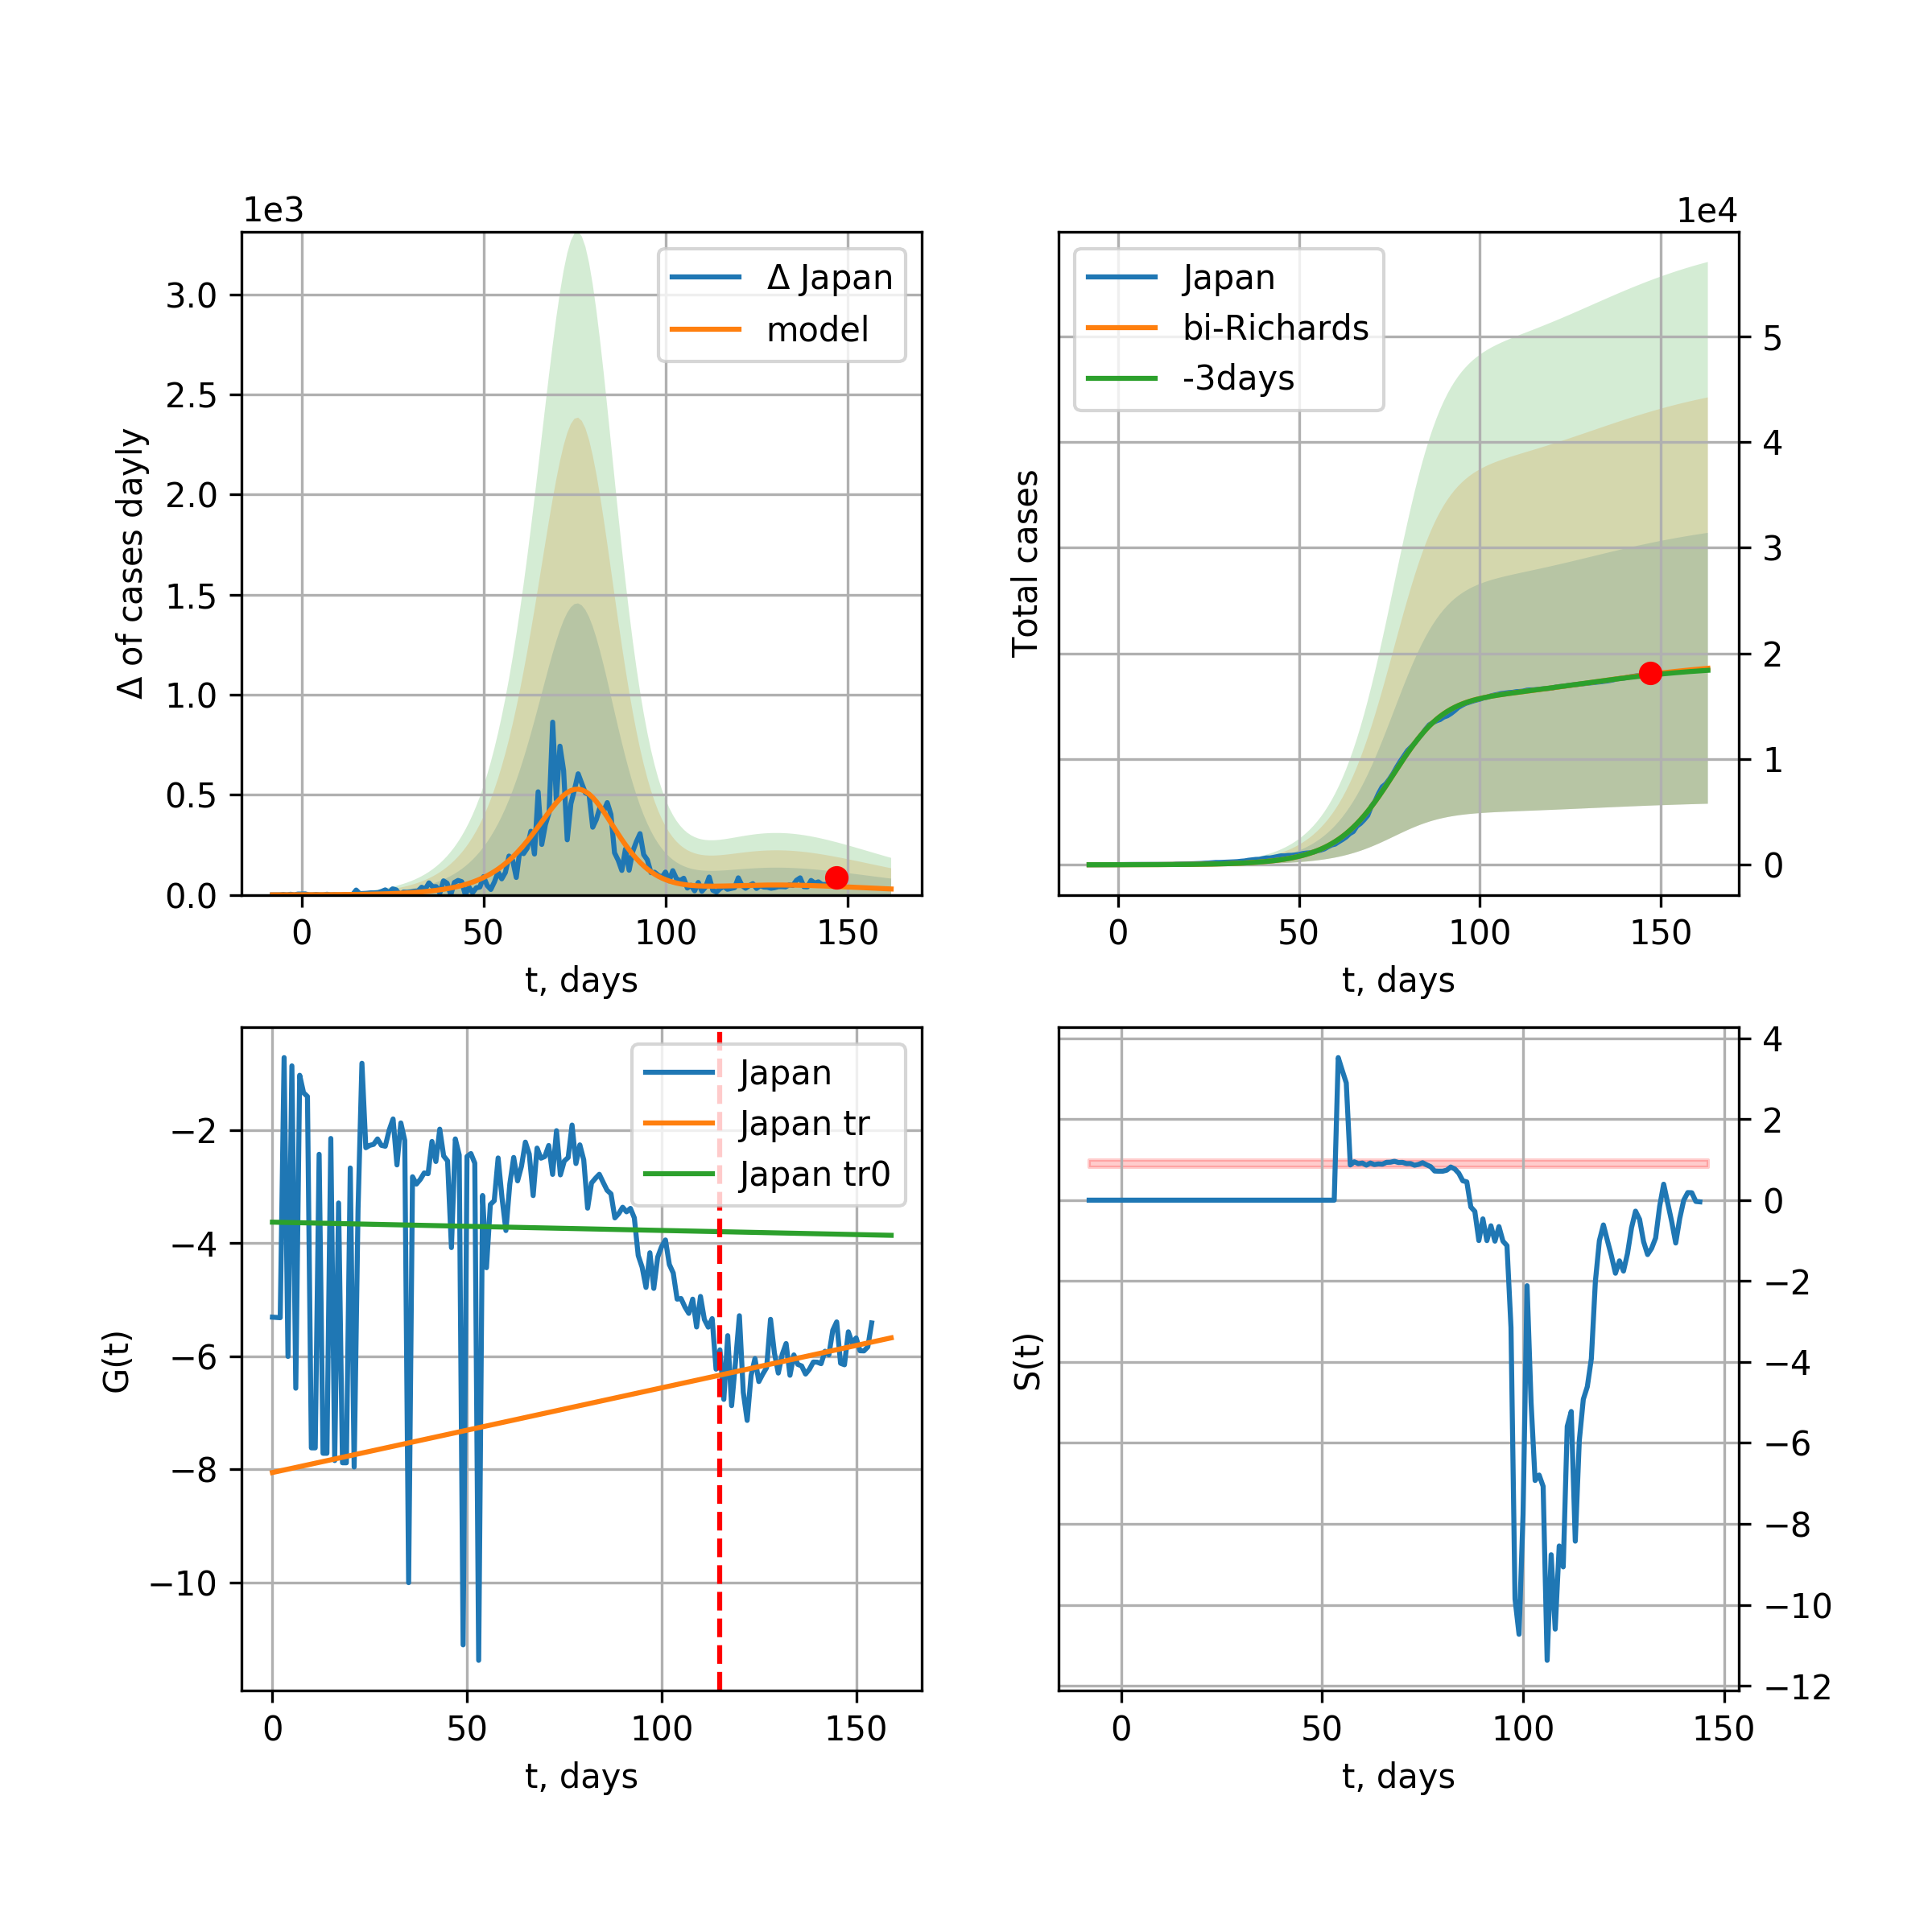 1e3
Δ of cases dayly
3.0
2.5
2.0
1.5
1.0
0.5
0.0
0 50 100 150
t, days
Δ Japan
model
1e4
Total cases
5
4
3
2
1
0
0 50 100 150
t, days
Japan
bi-Richards
-3days
G(t)
−2
−4
−6
−8
−10
0 50 100 150
t, days
Japan
Japan tr
Japan tr0
S(t)
4
2
0
−2
−4
−6
−8
−10
−12
0 50 100 150
t, days